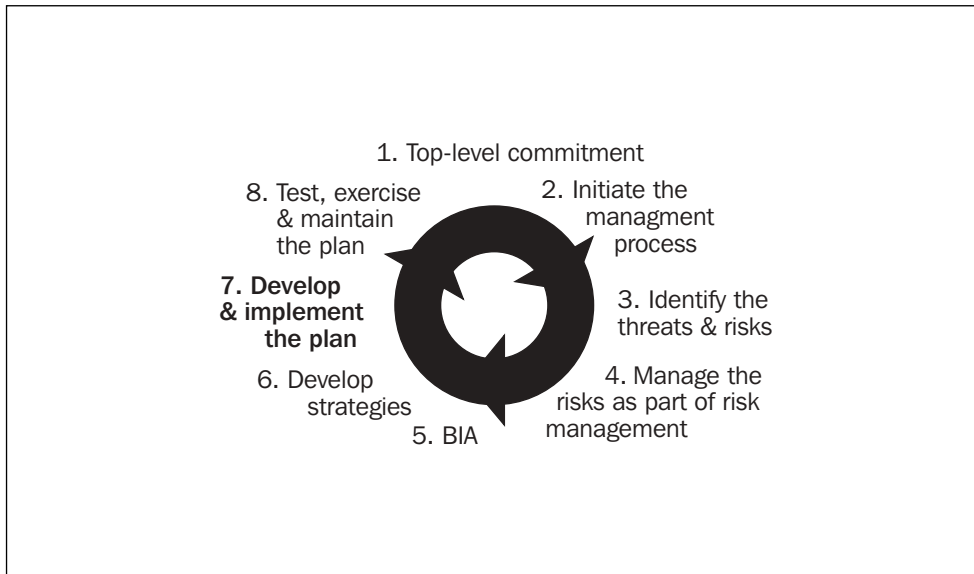 1. Top-level commitment
2. Initiate the
managment
process
3. Identify the
threats & risks
4. Manage the
risks as part of risk
management
5. BIA
6. Develop
strategies
7. Develop
& implement
the plan
8. Test, exercise
& maintain
the plan